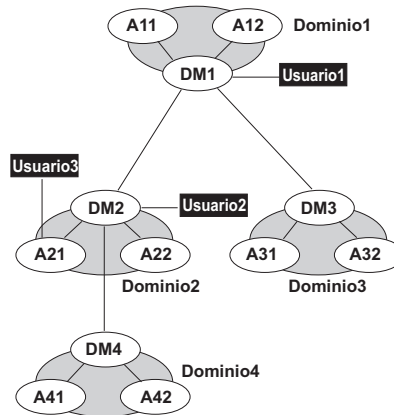 A11 A12 Dominio1
DM1 Usuario1
Usuario3
DM2 Usuario2 DM3
A21 A22 A31 A32
Dominio2 Dominio3
DM4
Dominio4
A41 A42